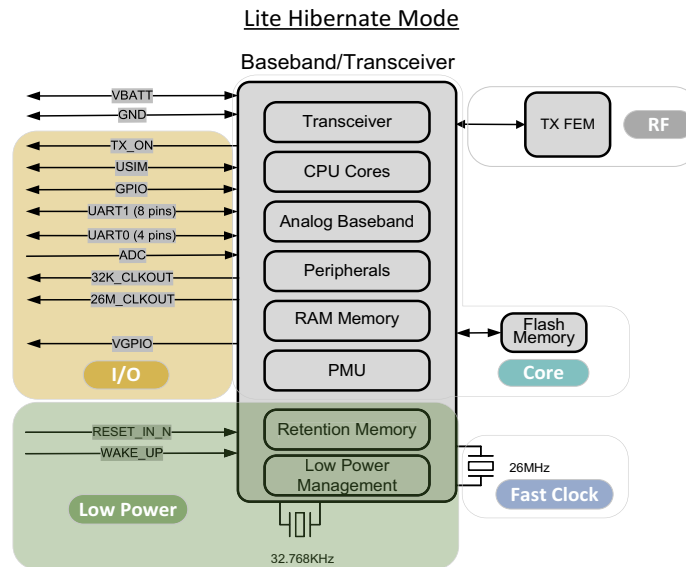 Lite Hibernate Mode
Baseband/Transceiver
VBATT
GND
TX_ON
USIM
GPIO
UART1 (8 pins)
UART0 (4 pins)
ADC
32K_CLKOUT
26M_CLKOUT
VGPIO
I/O
Transceiver
CPU Cores
Analog Baseband
Peripherals
RAM Memory
PMU
TX FEM
RF
Flash
Memory
Core
RESET_IN_N
WAKE_UP
Low Power
Retention Memory
Low Power
Management
26MHz
Fast Clock
32.768KHz